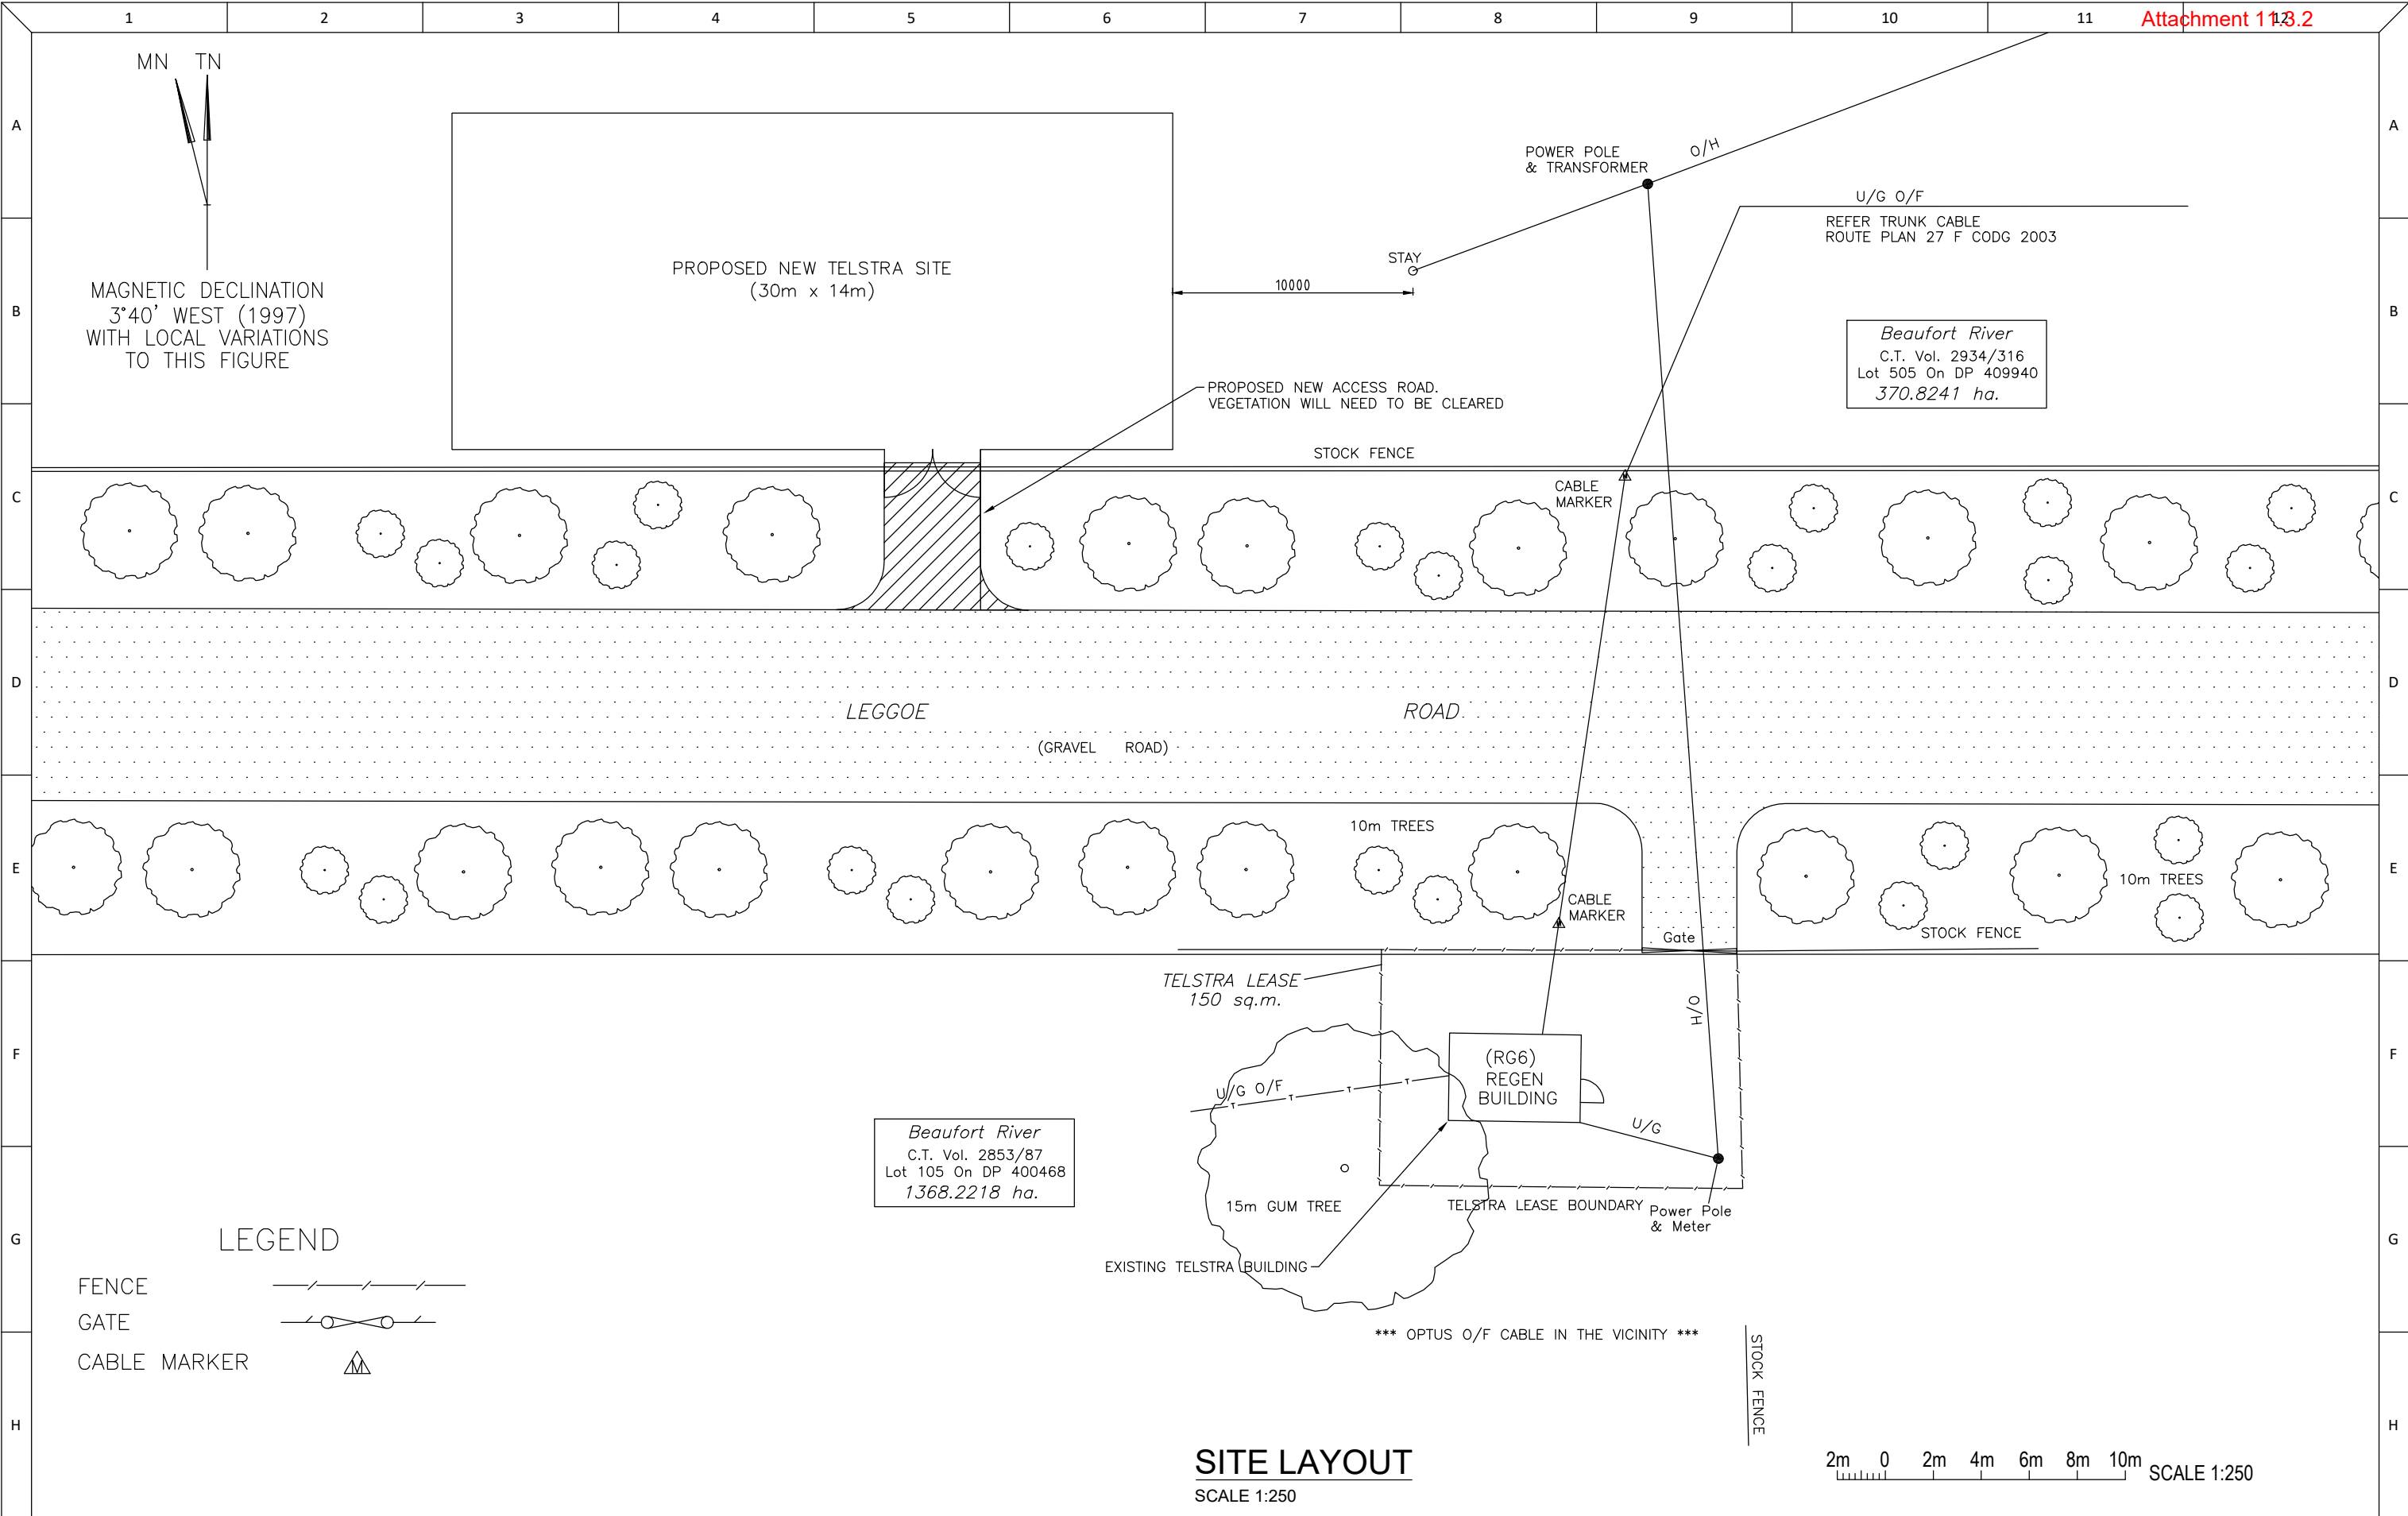 1 2 3 4 5 6 7 8 9 10 11 12
Attachment 11.3.2
MN TN
A A
POWER POLE
& TRANSFORMER
O/H
U/G O/F
REFER TRUNK CABLE
ROUTE PLAN 27 F CODG 2003
STAY
PROPOSED NEW TELSTRA SITE
(30m x 14m)
10000
MAGNETIC DECLINATION
3°40' WEST (1997)
WITH LOCAL VARIATIONS
TO THIS FIGURE
B B
Beaufort River
C.T. Vol. 2934/316
Lot 505 On DP 409940
370.8241 ha.
PROPOSED NEW ACCESS ROAD.
VEGETATION WILL NEED TO BE CLEARED
STOCK FENCE
C C
CABLE
MARKER
M
D D
LEGGOE ROAD
(GRAVEL ROAD)
10m TREES
E E
10m TREES
CABLE
MARKER
M
Gate
STOCK FENCE
TELSTRA LEASE
150 sq.m.
O/H
F F
(RG6)
REGEN
BUILDING
U/G O/F
T T T T
U/G
Beaufort River
C.T. Vol. 2853/87
Lot 105 On DP 400468
1368.2218 ha.
15m GUM TREE
TELSTRA LEASE BOUNDARY
Power Pole
& Meter
G G
EXISTING TELSTRA BUILDING
LEGEND
FENCE
GATE
CABLE MARKER
M
*** OPTUS O/F CABLE IN THE VICINITY ***
STOCK FENCE
H H
SITE LAYOUT
SCALE 1:250
2m 0 2m 4m 6m 8m 10m
SCALE 1:250